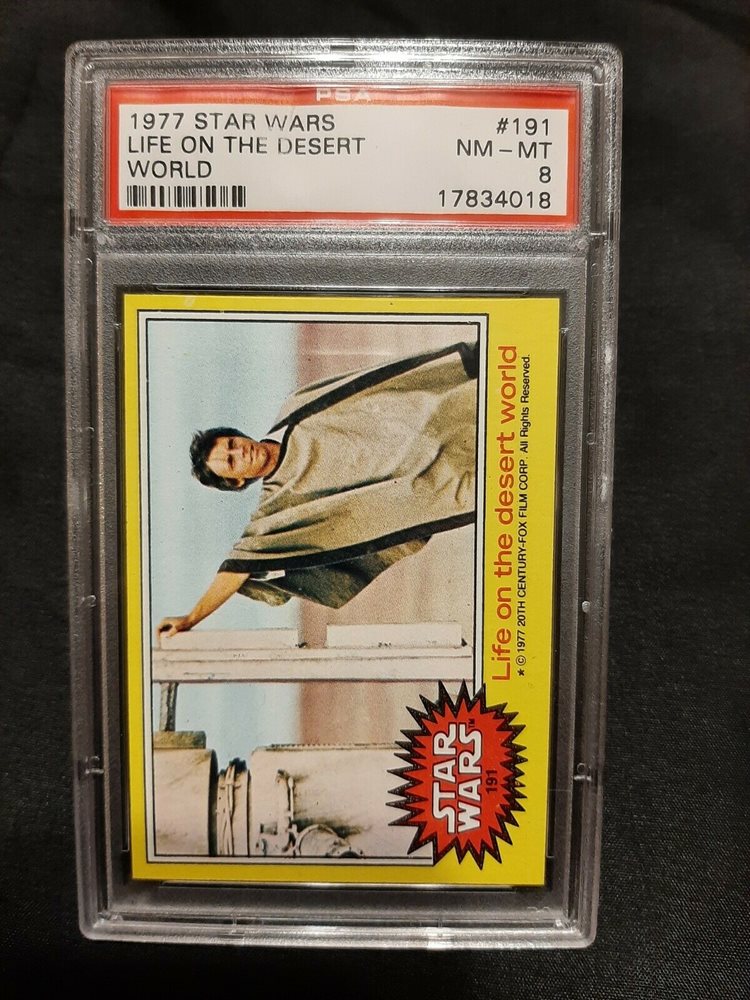 PSA
1977 STAR WARS #191
LIFE ON THE DESERT NM - MT
WORLD 8
17834018
Life on the desert world
★ © 1977 20TH CENTURY-FOX FILM CORP. All Rights Reserved.
STAR
WARS™
191